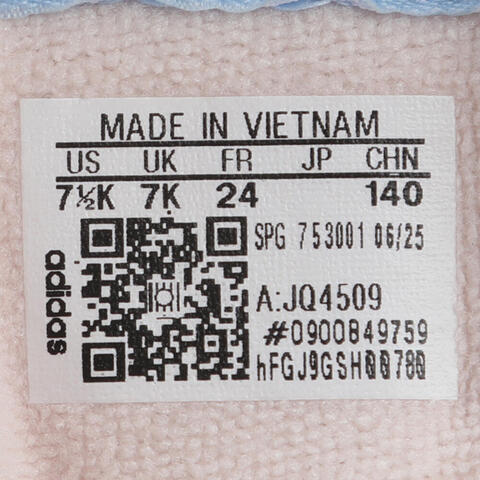 MADE IN VIETNAM
US UK FR JP CHN
7½K 7K 24 140
SPG 753001 06/25
adidas
A:JQ4509
#0900849759